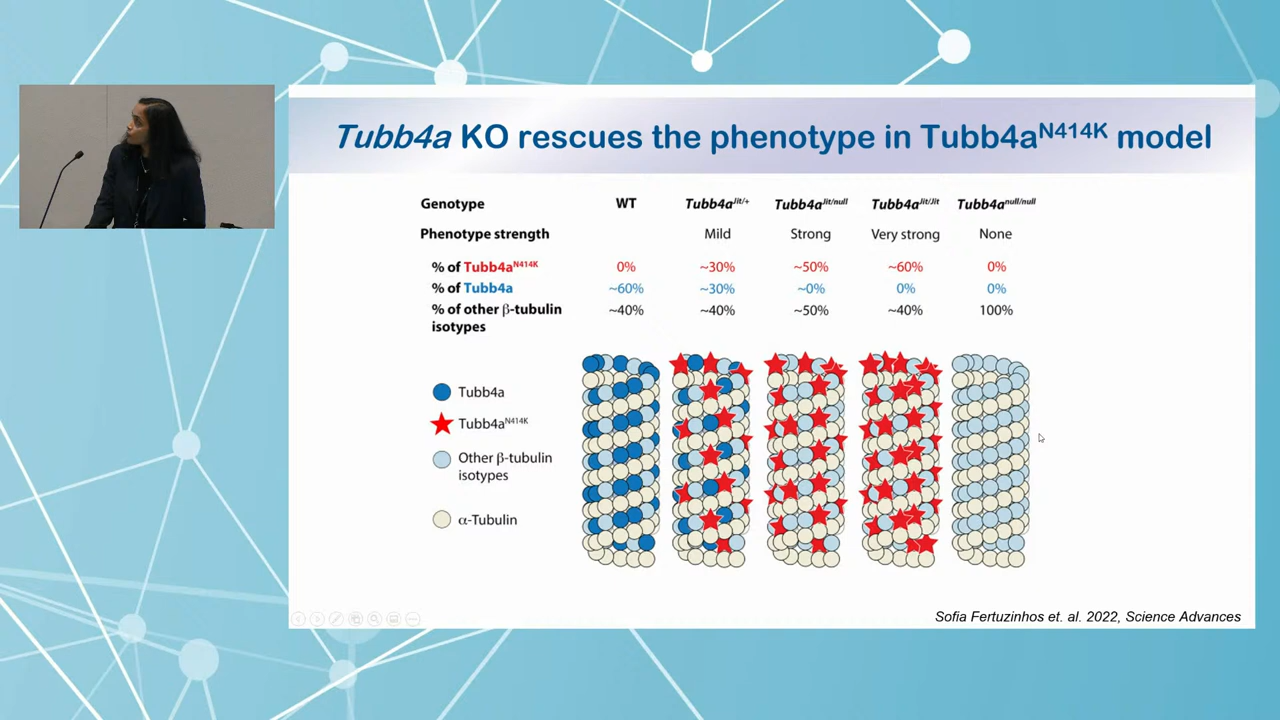 Tubb4a KO rescues the phenotype in Tubb4aN414K model
Genotype WT Tubb4aJit/+ Tubb4aJit/null Tubb4aJit/Jit Tubb4anull/null
Phenotype strength Mild Strong Very strong None
% of Tubb4aN414K 0% ~30% ~50% ~60% 0%
% of Tubb4a ~60% ~30% ~0% 0% 0%
% of other β-tubulin ~40% ~40% ~50% ~40% 100%
isotypes
Tubb4a
Tubb4aN414K
Other β-tubulin
isotypes
α-Tubulin
Sofia Fertuzinhos et. al. 2022, Science Advances